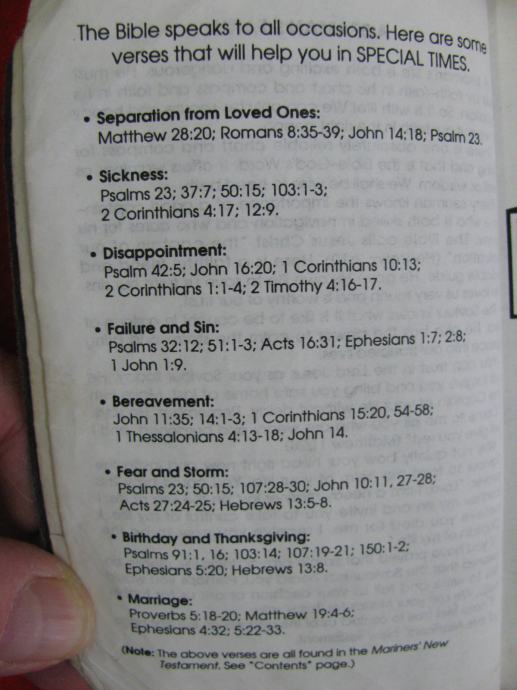 The Bible speaks to all occasions. Here are some
verses that will help you in SPECIAL TIMES.
• Separation from Loved Ones:
Matthew 28:20; Romans 8:35-39; John 14:18; Psalm 23.
• Sickness:
Psalms 23; 37:7; 50:15; 103:1-3;
2 Corinthians 4:17; 12:9.
• Disappointment:
Psalm 42:5; John 16:20; 1 Corinthians 10:13;
2 Corinthians 1:1-4; 2 Timothy 4:16-17.
• Failure and Sin:
Psalms 32:12; 51:1-3; Acts 16:31; Ephesians 1:7; 2:8;
1 John 1:9.
• Bereavement:
John 11:35; 14:1-3; 1 Corinthians 15:20, 54-58;
1 Thessalonians 4:13-18; John 14.
• Fear and Storm:
Psalms 23; 50:15; 107:28-30; John 10:11, 27-28;
Acts 27:24-25; Hebrews 13:5-8.
• Birthday and Thanksgiving:
Psalms 91:1, 16; 103:14; 107:19-21; 150:1-2;
Ephesians 5:20; Hebrews 13:8.
• Marriage:
Proverbs 5:18-20; Matthew 19:4-6;
Ephesians 4:32; 5:22-33.
(Note: The above verses are all found in the Mariners' New
Testament. See "Contents" page.)